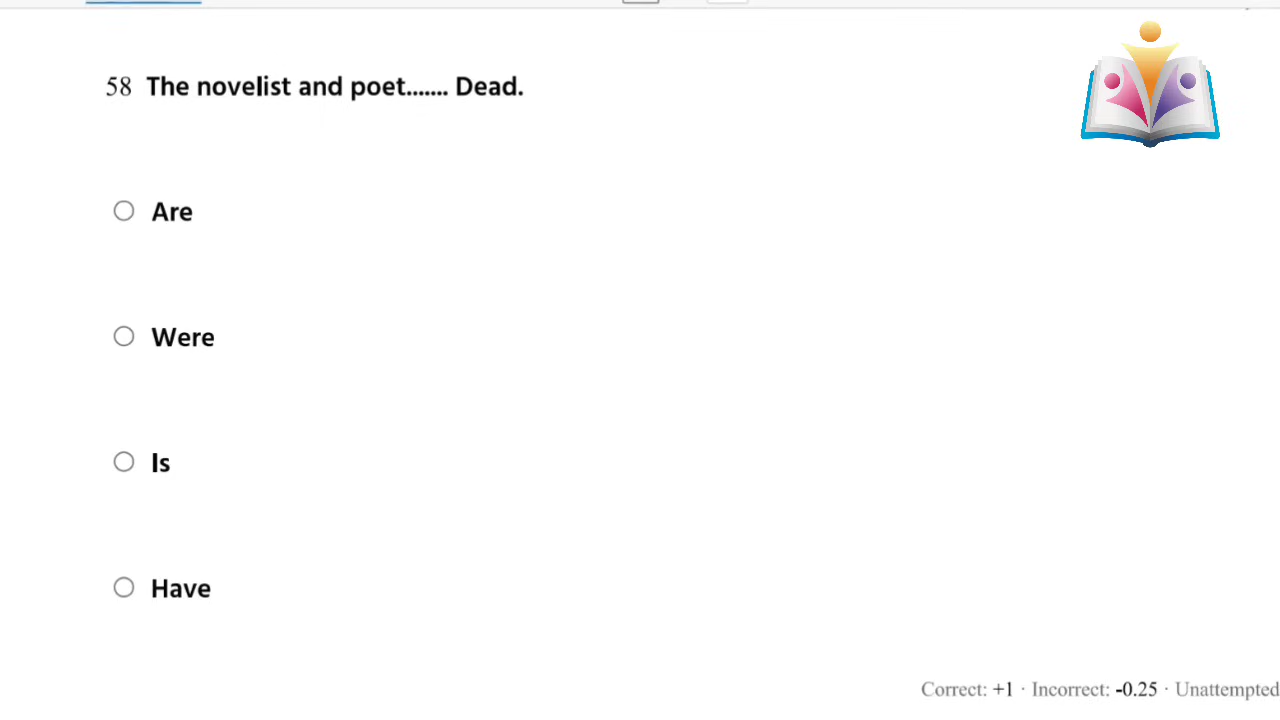 58 The novelist and poet....... Dead.
Are
Were
Is
Have
Correct: +1 · Incorrect: -0.25 · Unattempted